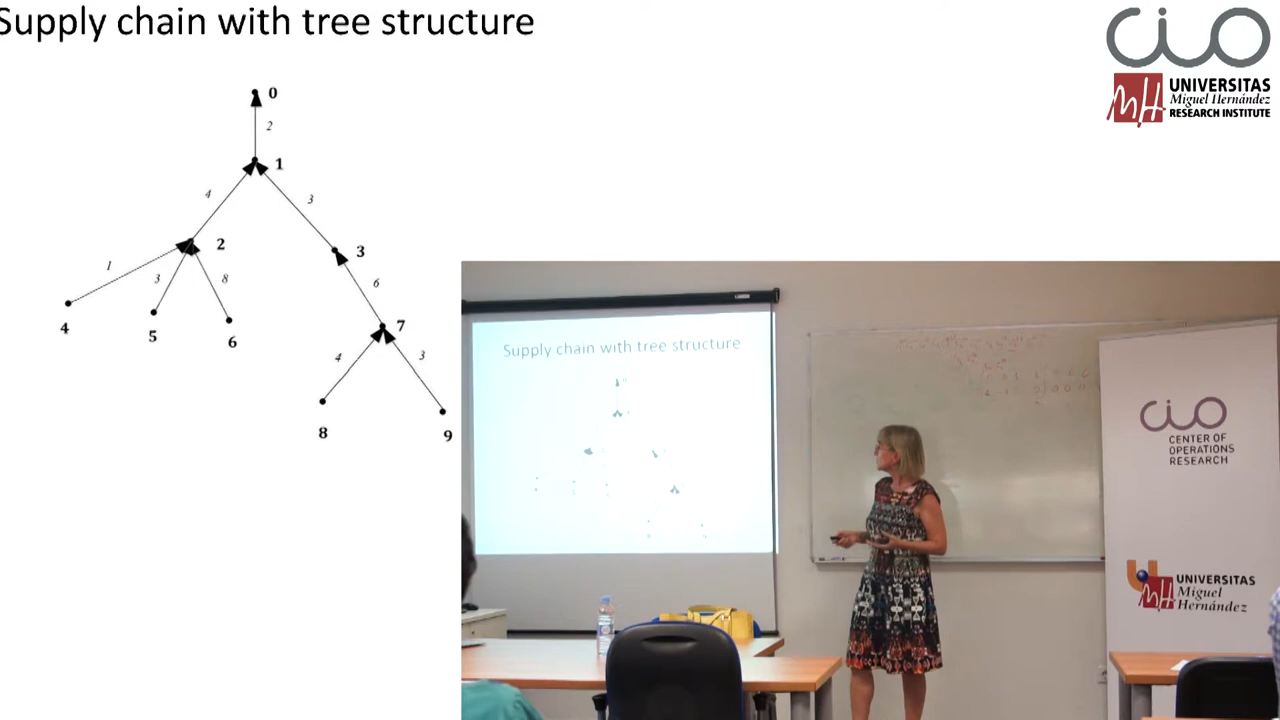 Supply chain with tree structure
0
2
1
4
3
2
3
1
3
8
6
4
5
6
7
4
3
8
9
CIO
UNIVERSITAS
Miguel Hernández
RESEARCH INSTITUTE
Supply chain with tree structure
CIO
CENTER OF
OPERATIONS
RESEARCH
UNIVERSITAS
Miguel
Hernández